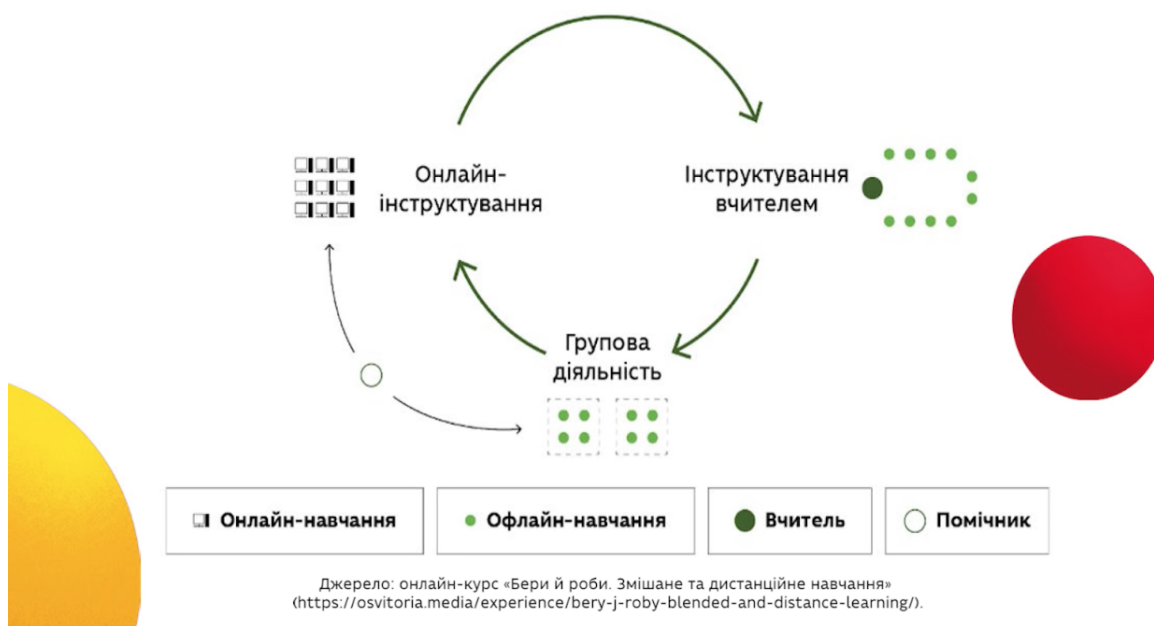 Онлайн-
інструктування
Інструктування
вчителем
Групова
діяльність
Онлайн-навчання
Офлайн-навчання
Вчитель
Помічник
Джерело: онлайн-курс «Бери й роби. Змішане та дистанційне навчання»
(https://osvitoria.media/experience/bery-j-roby-blended-and-distance-learning/).